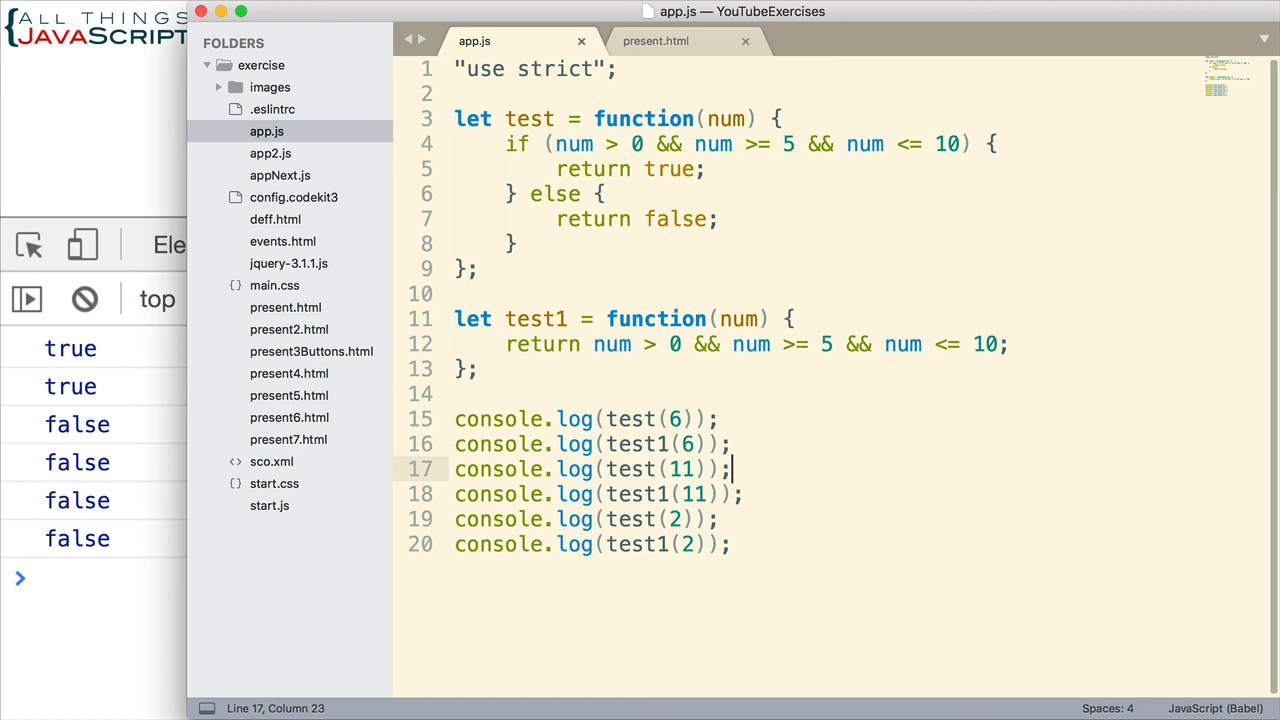 ALL THINGS
JAVASCRIPT
Ele
top
true
true
false
false
false
false
app.js — YouTubeExercises
FOLDERS
exercise
images
.eslintrc
app.js
app2.js
appNext.js
config.codekit3
deff.html
events.html
jquery-3.1.1.js
main.css
present.html
present2.html
present3Buttons.html
present4.html
present5.html
present6.html
present7.html
sco.xml
start.css
start.js
app.js
present.html
1 "use strict";
2
3 let test = function(num) {
4 if (num > 0 && num >= 5 && num <= 10) {
5 return true;
6 } else {
7 return false;
8 }
9 };
10
11 let test1 = function(num) {
12 return num > 0 && num >= 5 && num <= 10;
13 };
14
15 console.log(test(6));
16 console.log(test1(6));
17 console.log(test(11));
18 console.log(test1(11));
19 console.log(test(2));
20 console.log(test1(2));
Line 17, Column 23
Spaces: 4
JavaScript (Babel)